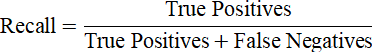 Recall = True Positives / True Positives + False Negatives